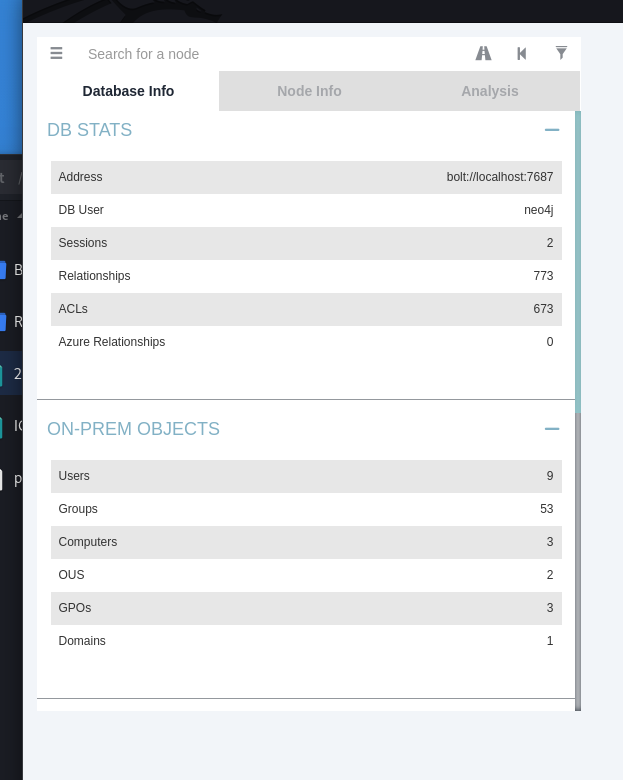 Search for a node
Database Info Node Info Analysis
DB STATS
Address bolt://localhost:7687
DB User neo4j
Sessions 2
Relationships 773
ACLs 673
Azure Relationships 0
ON-PREM OBJECTS
Users 9
Groups 53
Computers 3
OUS 2
GPOs 3
Domains 1